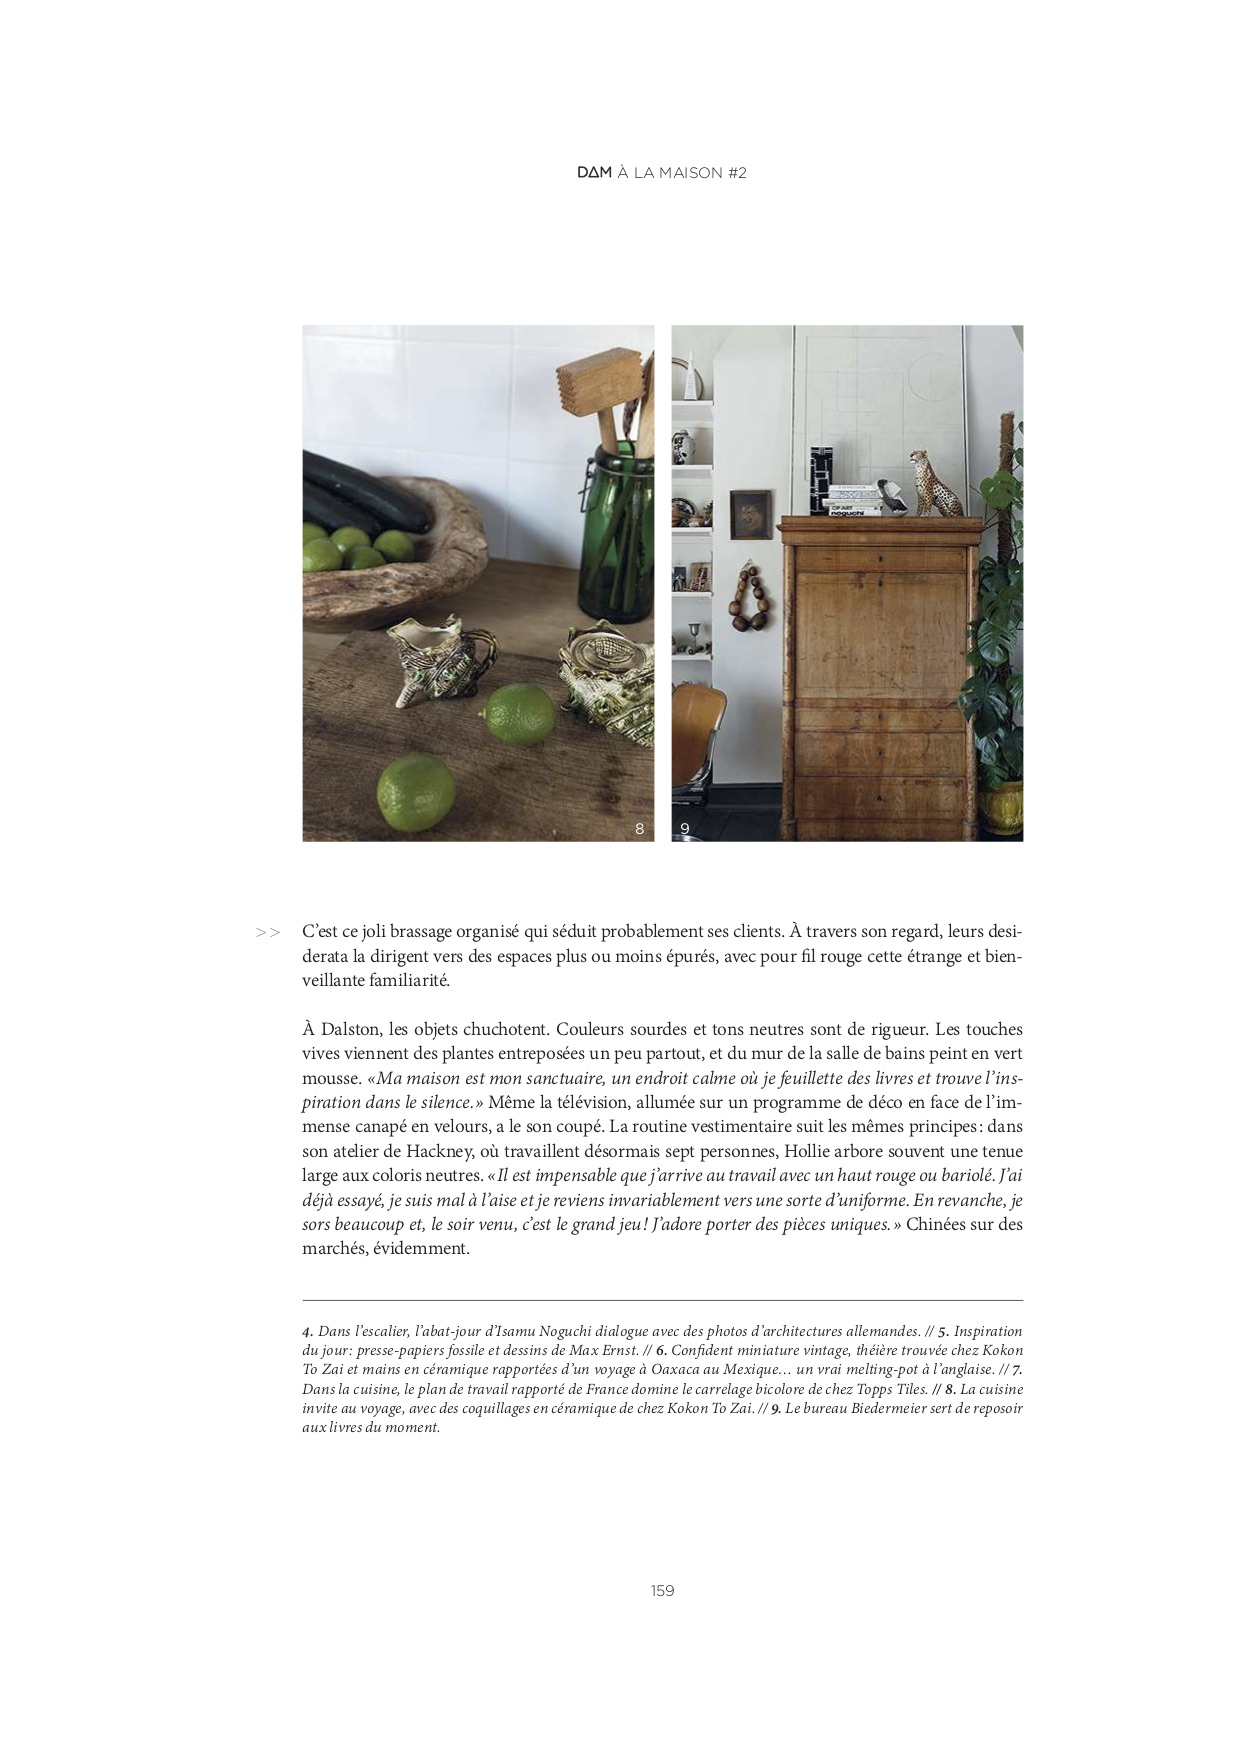 DAM À LA MAISON #2
OP-ART
noguchi
8
9
>> C’est ce joli brassage organisé qui séduit probablement ses clients. À travers son regard, leurs desi-
derata la dirigent vers des espaces plus ou moins épurés, avec pour fil rouge cette étrange et bien-
veillante familiarité.
À Dalston, les objets chuchotent. Couleurs sourdes et tons neutres sont de rigueur. Les touches
vives viennent des plantes entreposées un peu partout, et du mur de la salle de bains peint en vert
mousse. «Ma maison est mon sanctuaire, un endroit calme où je feuillette des livres et trouve l’ins-
piration dans le silence.» Même la télévision, allumée sur un programme de déco en face de l’im-
mense canapé en velours, a le son coupé. La routine vestimentaire suit les mêmes principes : dans
son atelier de Hackney, où travaillent désormais sept personnes, Hollie arbore souvent une tenue
large aux coloris neutres. «Il est impensable que j’arrive au travail avec un haut rouge ou bariolé. J’ai
déjà essayé, je suis mal à l’aise et je reviens invariablement vers une sorte d’uniforme. En revanche, je
sors beaucoup et, le soir venu, c’est le grand jeu ! J’adore porter des pièces uniques.» Chinées sur des
marchés, évidemment.
4. Dans l’escalier, l’abat-jour d’Isamu Noguchi dialogue avec des photos d’architectures allemandes. // 5. Inspiration
du jour : presse-papiers fossile et dessins de Max Ernst. // 6. Confident miniature vintage, théière trouvée chez Kokon
To Zai et mains en céramique rapportées d’un voyage à Oaxaca au Mexique… un vrai melting-pot à l’anglaise. // 7.
Dans la cuisine, le plan de travail rapporté de France domine le carrelage bicolore de chez Topps Tiles. // 8. La cuisine
invite au voyage, avec des coquillages en céramique de chez Kokon To Zai. // 9. Le bureau Biedermeier sert de reposoir
aux livres du moment.
159